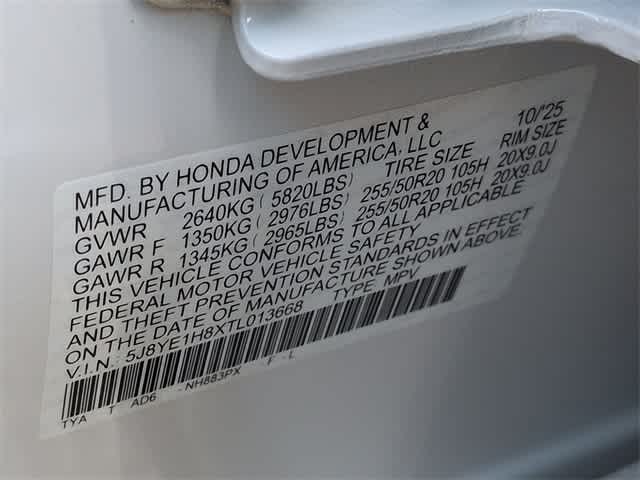 MFD. BY HONDA DEVELOPMENT & 10/'25
MANUFACTURING OF AMERICA, LLC
GVWR 2640KG ( 5820LBS) TIRE SIZE RIM SIZE
GAWR F 1350KG ( 2976LBS) 255/50R20 105H 20X9.0J
GAWR R 1345KG ( 2965LBS) 255/50R20 105H 20X9.0J
THIS VEHICLE CONFORMS TO ALL APPLICABLE
FEDERAL MOTOR VEHICLE SAFETY
AND THEFT PREVENTION STANDARDS IN EFFECT
ON THE DATE OF MANUFACTURE SHOWN ABOVE.
V.I.N.: 5J8YE1H8XTL013668 TYPE MPV
TYA T AD6 -NH883PX F - L